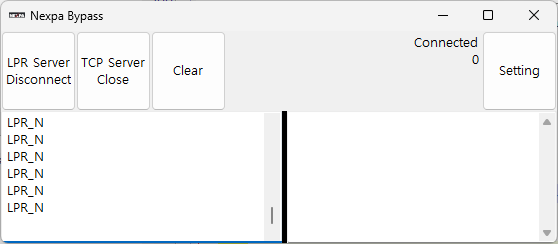 Nexpa Bypass
LPR Server
Disconnect
TCP Server
Close
Clear
Connected
0
Setting
LPR_N
LPR_N
LPR_N
LPR_N
LPR_N
LPR_N